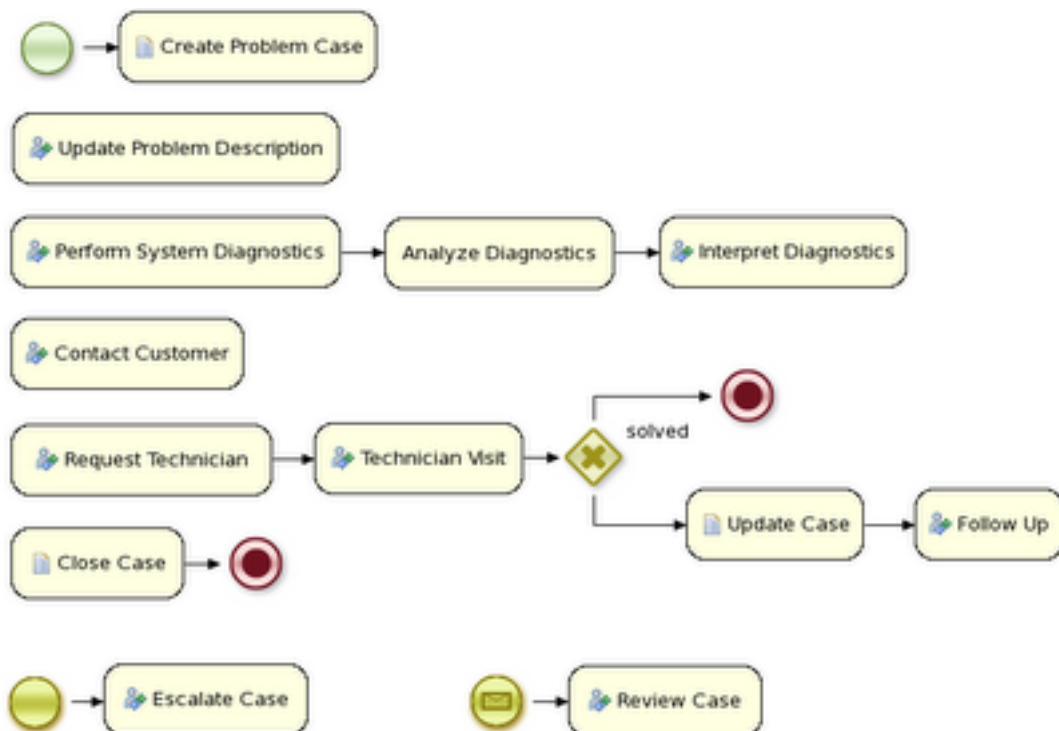 Create Problem Case
Update Problem Description
Perform System Diagnostics
Analyze Diagnostics
Interpret Diagnostics
Contact Customer
solved
Request Technician
Technician Visit
Update Case
Follow Up
Close Case
Escalate Case
Review Case